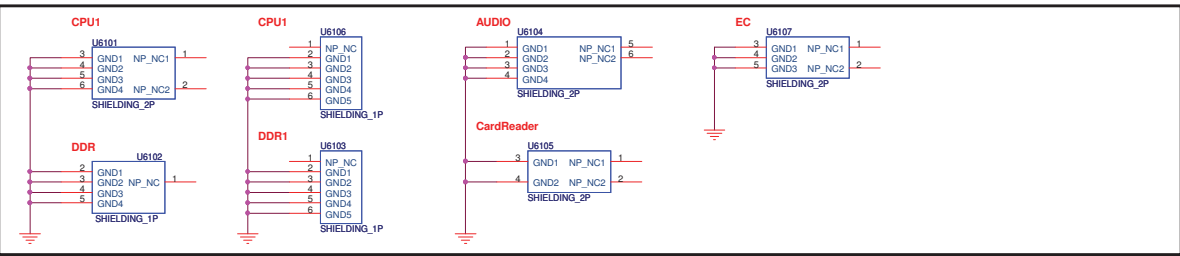 CPU1
U6101
3 GND1 NP_NC1 1
4 GND2
5 GND3
6 GND4 NP_NC2 2
SHIELDING_2P
DDR
U6102
2 GND1
3 GND2 NP_NC 1
4 GND3
5 GND4
SHIELDING_1P
CPU1
U6106
1 NP_NC
2 GND1
3 GND2
4 GND3
5 GND4
6 GND5
SHIELDING_1P
DDR1
U6103
1 NP_NC
2 GND1
3 GND2
4 GND3
5 GND4
6 GND5
SHIELDING_1P
AUDIO
U6104
1 GND1 NP_NC1 5
2 GND2 NP_NC2 6
3 GND3
4 GND4
SHIELDING_2P
CardReader
U6105
3 GND1 NP_NC1 1
4 GND2 NP_NC2 2
SHIELDING_2P
EC
U6107
3 GND1 NP_NC1 1
4 GND2
5 GND3 NP_NC2 2
SHIELDING_2P